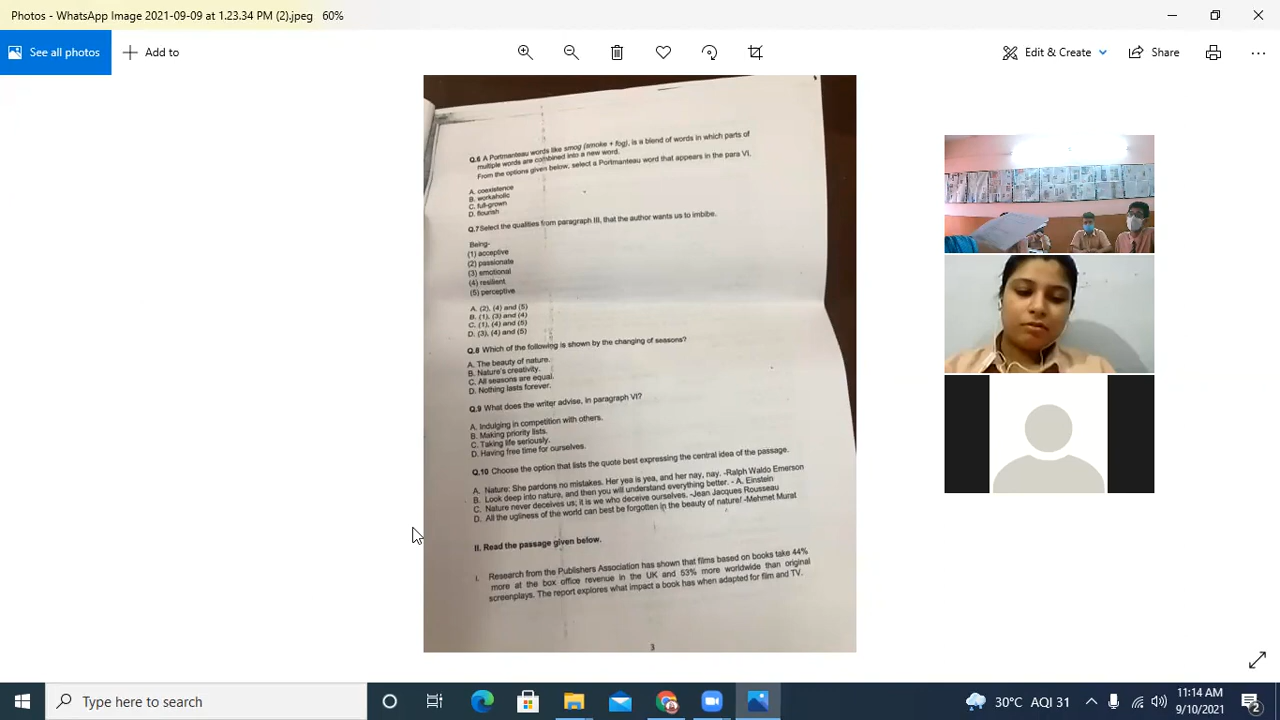 Photos - WhatsApp Image 2021-09-09 at 1.23.34 PM (2).jpeg   60%
See all photos
Add to
Edit & Create
Share
Q.6 A Portmanteau words like smog (smoke + fog), is a blend of words in which parts of
multiple words are combined into a new word.
From the options given below, select a Portmanteau word that appears in the para VI.
A. coexistence
B. workaholic
C. full-grown
D. flourish
Q.7Select the qualities from paragraph III, that the author wants us to imbibe.
Being-
(1) acceptive
(2) passionate
(3) emotional
(4) resilient
(5) perceptive
A. (2), (4) and (5)
B. (1), (3) and (4)
C. (1), (4) and (5)
D. (3), (4) and (5)
Q.8 Which of the following is shown by the changing of seasons?
A. The beauty of nature.
B. Nature's creativity.
C. All seasons are equal.
D. Nothing lasts forever.
Q.9 What does the writer advise, in paragraph VI?
A. Indulging in competition with others.
B. Making priority lists.
C. Taking life seriously.
D. Having free time for ourselves.
Q.10 Choose the option that lists the quote best expressing the central idea of the passage.
A. Nature: She pardons no mistakes. Her yea is yea, and her nay, nay. -Ralph Waldo Emerson
B. Look deep into nature, and then you will understand everything better. - A. Einstein
C. Nature never deceives us; it is we who deceive ourselves. -Jean Jacques Rousseau
D. All the ugliness of the world can best be forgotten in the beauty of nature! -Mehmet Murat
II. Read the passage given below.
I. Research from the Publishers Association has shown that films based on books take 44%
more at the box office revenue in the UK and 53% more worldwide than original
screenplays. The report explores what impact a book has when adapted for film and TV.
3
Type here to search
30°C AQI 31
11:14 AM
9/10/2021
2